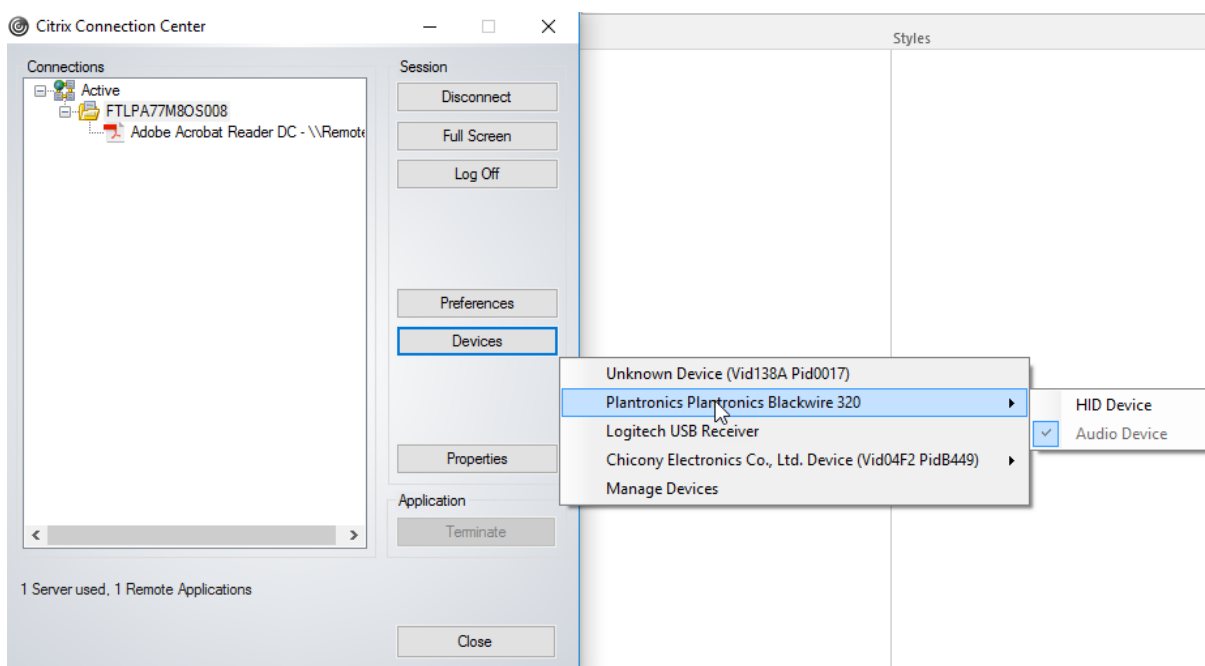 Citrix Connection Center
Styles
Connections
Active
FTLPA77M8OS008
Adobe Acrobat Reader DC - \\Remote
Session
Disconnect
Full Screen
Log Off
Preferences
Devices
Unknown Device (Vid138A Pid0017)
Plantronics Plantronics Blackwire 320
HID Device
Audio Device
Logitech USB Receiver
Chicony Electronics Co., Ltd. Device (Vid04F2 PidB449)
Manage Devices
Properties
Application
Terminate
1 Server used, 1 Remote Applications
Close